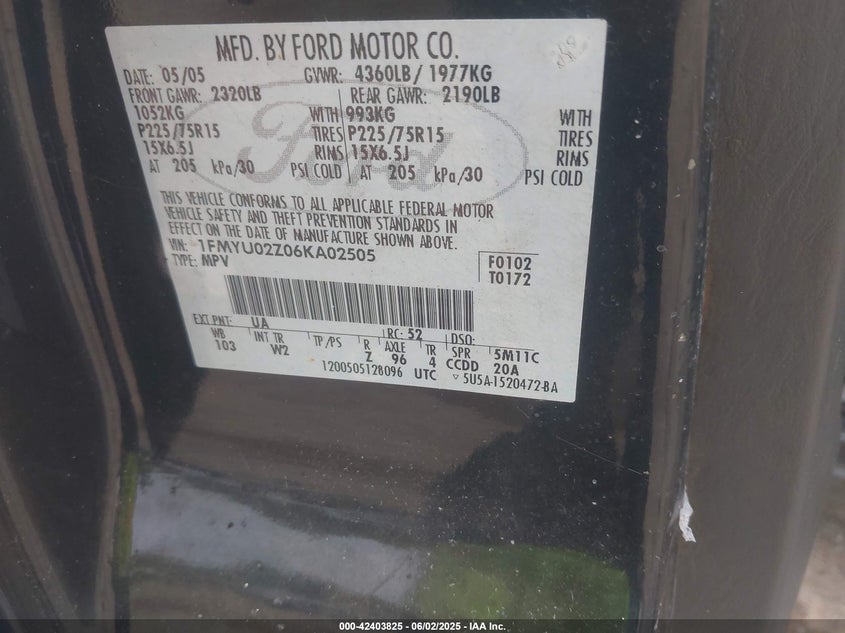 MFD. BY FORD MOTOR CO.
DATE: 05/05 GVWR: 4360LB/ 1977KG
FRONT GAWR: 2320LB REAR GAWR: 2190LB
1052KG WITH 993KG WITH
P225/75R15 TIRES P225/75R15 TIRES
15X6.5J RIMS 15X6.5J RIMS
AT 205 kPa/30 PSI COLD AT 205 kPa/30 PSI COLD
Ford
THIS VEHICLE CONFORMS TO ALL APPLICABLE FEDERAL MOTOR
VEHICLE SAFETY AND THEFT PREVENTION STANDARDS IN
EFFECT ON THE DATE OF MANUFACTURE SHOWN ABOVE.
VIN: 1FMYU02Z06KA02505
TYPE: MPV
F0102
T0172
EXT PNT: UA RC: 52 DSO:
WB INT TR TP/PS R AXLE TR SPR 5M11C
103 W2 Z 96 4 CCDD 20A
1200505128096 UTC ▽ 5U5A-1520472-BA
000-42403825 - 06/02/2025 - IAA Inc.